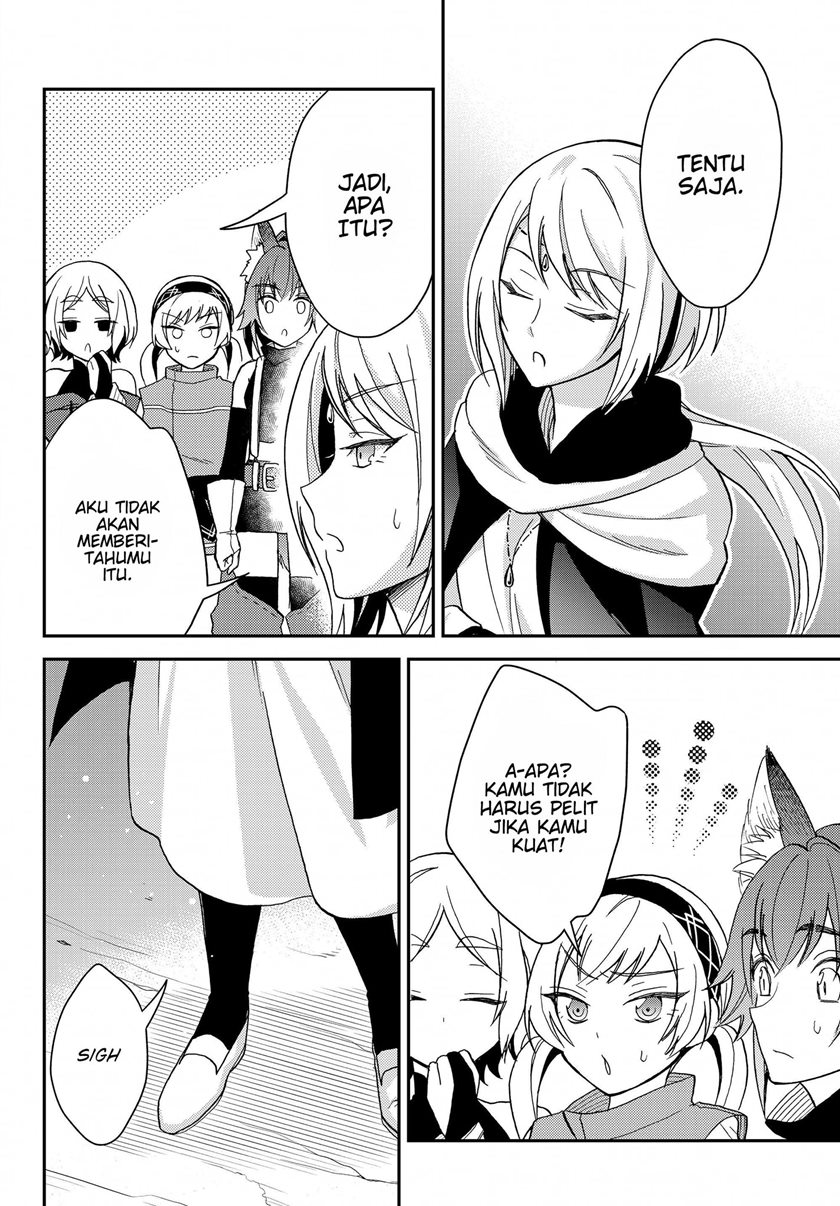 TENTU
SAJA.
JADI,
APA
ITU?
AKU TIDAK
AKAN
MEMBERI-
TAHUMU
ITU.
A-APA?
KAMU TIDAK
HARUS PELIT
JIKA KAMU
KUAT!
SIGH